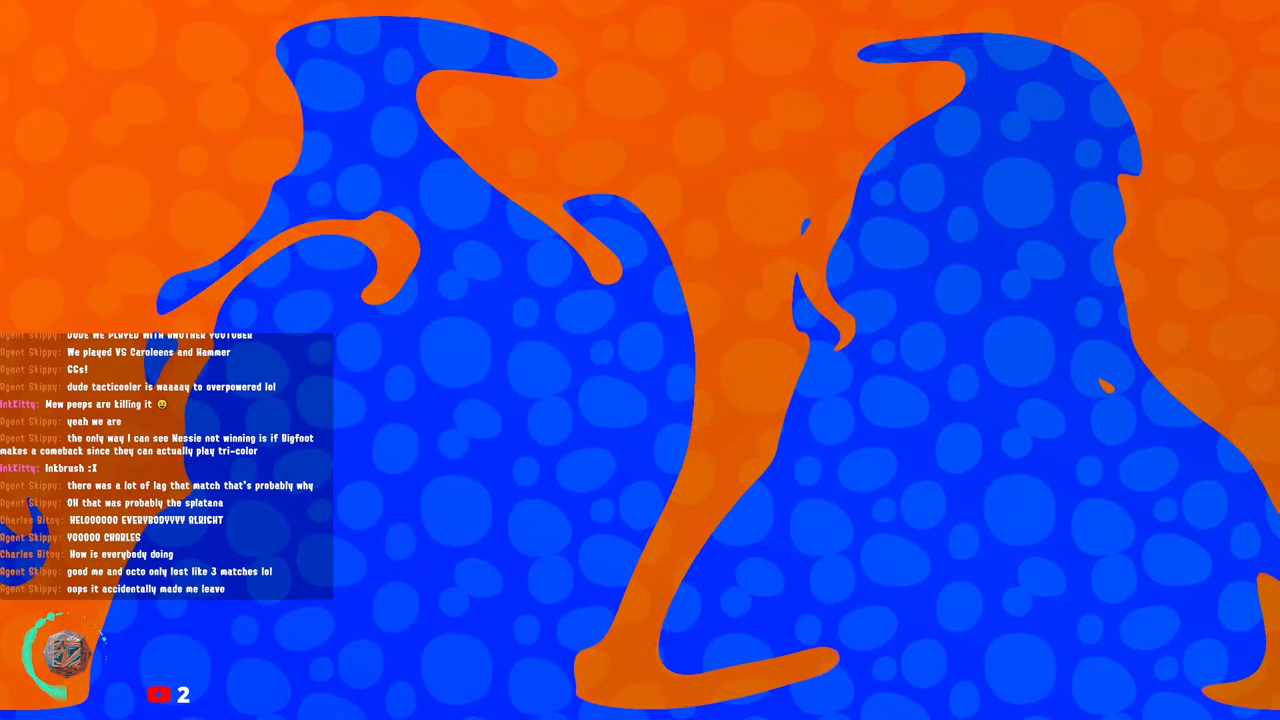 Agent Skippy: DUDE WE PLAYED WITH ANOTHER YOUTUBER
Agent Skippy: We played VS Caroleens and Hammer
Agent Skippy: GGs!
Agent Skippy: dude tacticooler is waaaay to overpowered lol
InkKitty: Mew peeps are killing it 😀
Agent Skippy: yeah we are
Agent Skippy: the only way I can see Nessie not winning is if Bigfoot
makes a comeback since they can actually play tri-color
InkKitty: Inkbrush :X
Agent Skippy: there was a lot of lag that match that's probably why
Agent Skippy: OH that was probably the splatana
Charles Bitoy: HELOOOOOO EVERYBODYYYY ALRIGHT
Agent Skippy: YOOOOO CHARLES
Charles Bitoy: How is everybody doing
Agent Skippy: good me and octo only lost like 3 matches lol
Agent Skippy: oops it accidentally made me leave
2